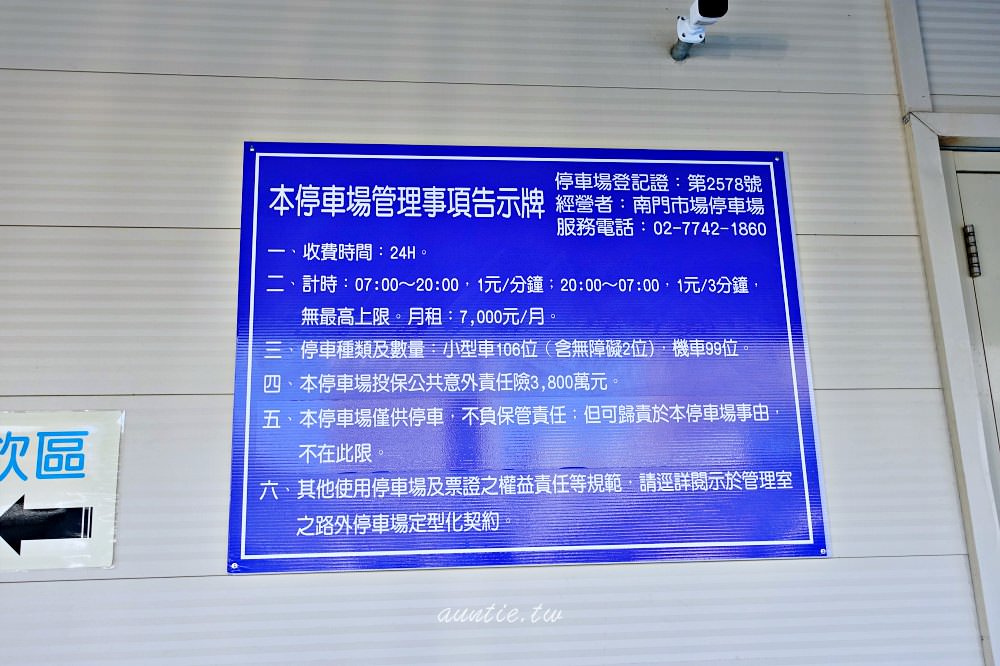 本停車場管理事項告示牌
停車場登記證：第2578號
經營者：南門市場停車場
服務電話：02-7742-1860
一、收費時間：24H。
二、計時：07:00～20:00，1元/分鐘；20:00～07:00，1元/3分鐘，
無最高上限。月租：7,000元/月。
三、停車種類及數量：小型車106位（含無障礙2位)，機車99位。
四、本停車場投保公共意外責任險3,800萬元。
五、本停車場僅供停車，不負保管責任；但可歸責於本停車場事由，
不在此限。
六、其他使用停車場及票證之權益責任等規範，請逕詳閱示於管理室
之路外停車場定型化契約。
區
auntie.tw